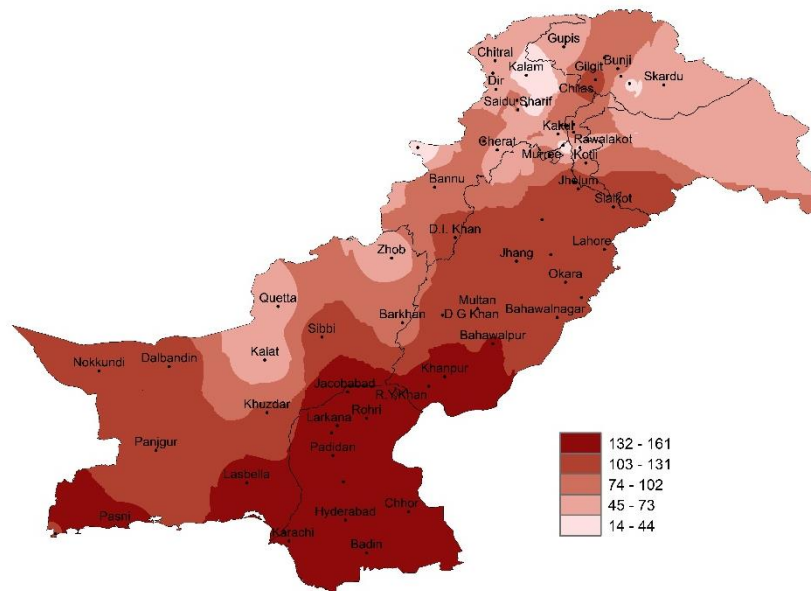 Gupis
Chitral
Kalam
Gilgit
Bunji
Dir
Chilas
Skardu
Saidu Sharif
Kakul
Cherat
Rawalakot
Murree
Kotli
Bannu
Jhelum
Sialkot
D.I. Khan
Lahore
Zhob
Jhang
Okara
Quetta
Multan
Barkhan
D G Khan
Bahawalnagar
Sibbi
Bahawalpur
Kalat
Nokkundi
Dalbandin
Khanpur
Jacobabad
R.Y.Khan
Khuzdar
Rohri
Larkana
Panjgur
Padidan
Lasbella
Chhor
Pasni
Hyderabad
Karachi
Badin
132 - 161
103 - 131
74 - 102
45 - 73
14 - 44